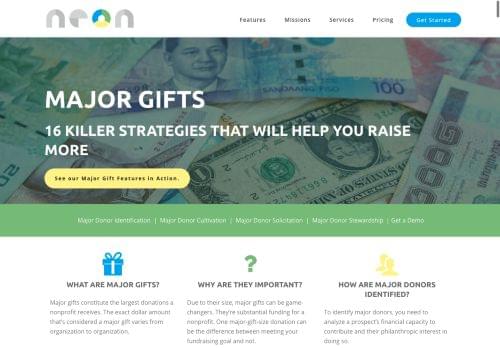 neon
Features Missions Services Pricing Get Started
SANDAANG PISO 100
MAJOR GIFTS
16 KILLER STRATEGIES THAT WILL HELP YOU RAISE
MORE
See our Major Gift Features in Action.
Major Donor Identification | Major Donor Cultivation | Major Donor Solicitation | Major Donor Stewardship | Get a Demo
WHAT ARE MAJOR GIFTS?
Major gifts constitute the largest donations a
nonprofit receives. The exact dollar amount
that's considered a major gift varies from
organization to organization.
?
WHY ARE THEY IMPORTANT?
Due to their size, major gifts can be game-
changers. They're substantial funding for a
nonprofit. One major-gift-size donation can
be the difference between meeting your
fundraising goal and not.
HOW ARE MAJOR DONORS
IDENTIFIED?
To identify major donors, you need to
analyze a prospect's financial capacity to
contribute and their philanthropic interest in
doing so.